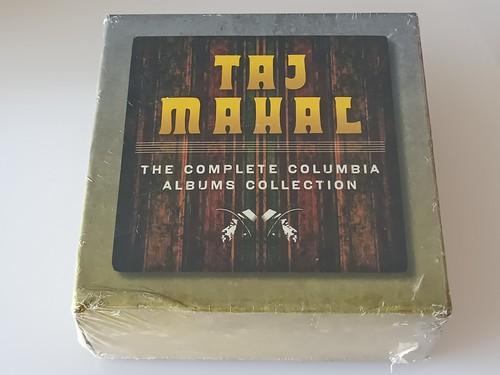 TAJ
MAHAL
THE COMPLETE COLUMBIA
ALBUMS COLLECTION